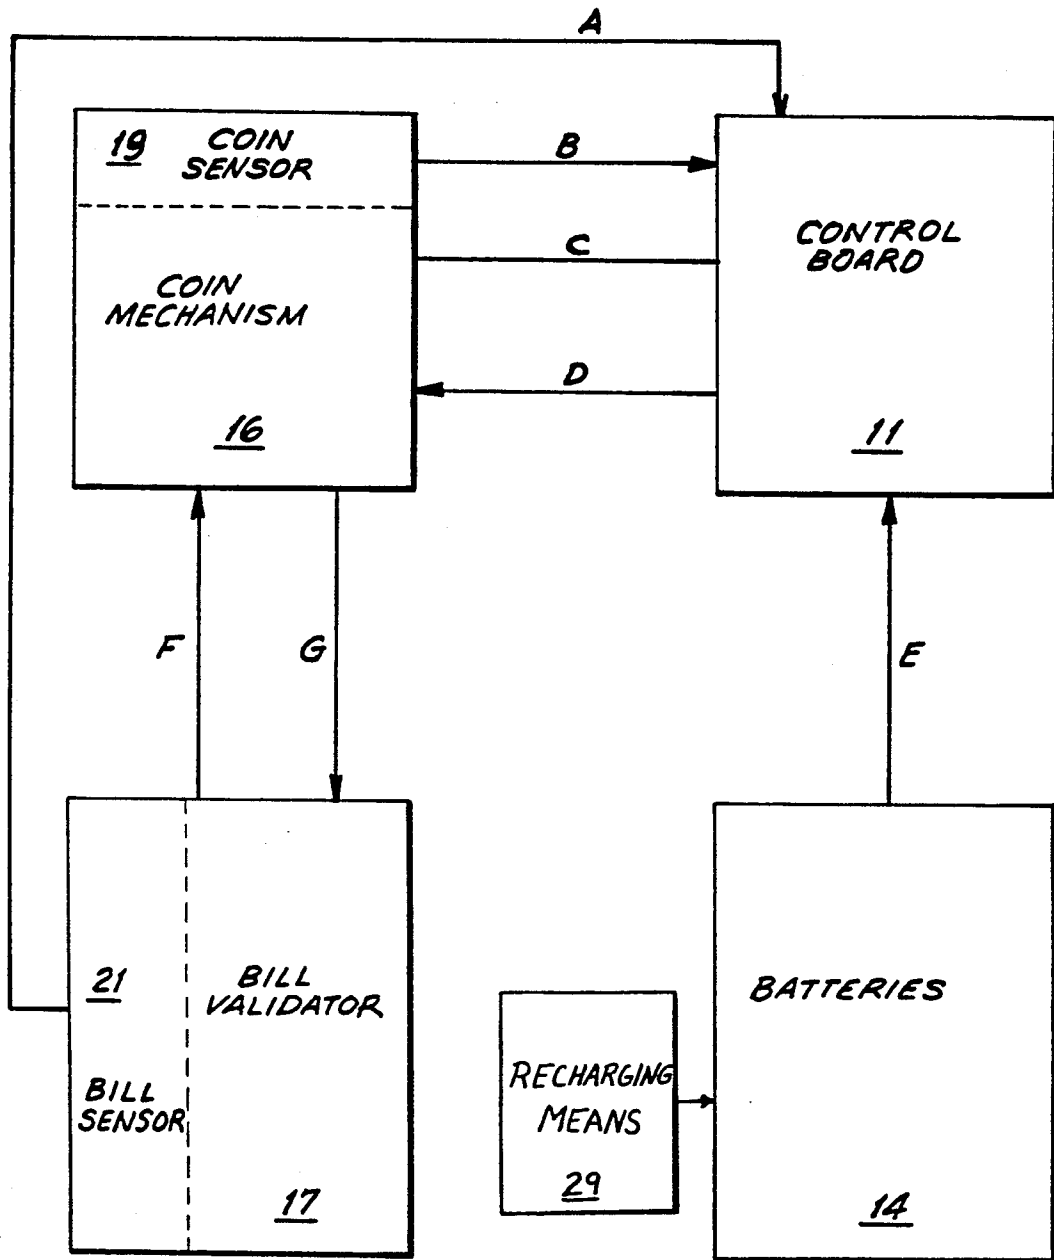 A
19 COIN
SENSOR
B
CONTROL
BOARD
C
COIN
MECHANISM
D
16
11
F
G
E
21
BILL
VALIDATOR
BATTERIES
RECHARGING
MEANS
BILL
SENSOR
29
17
14